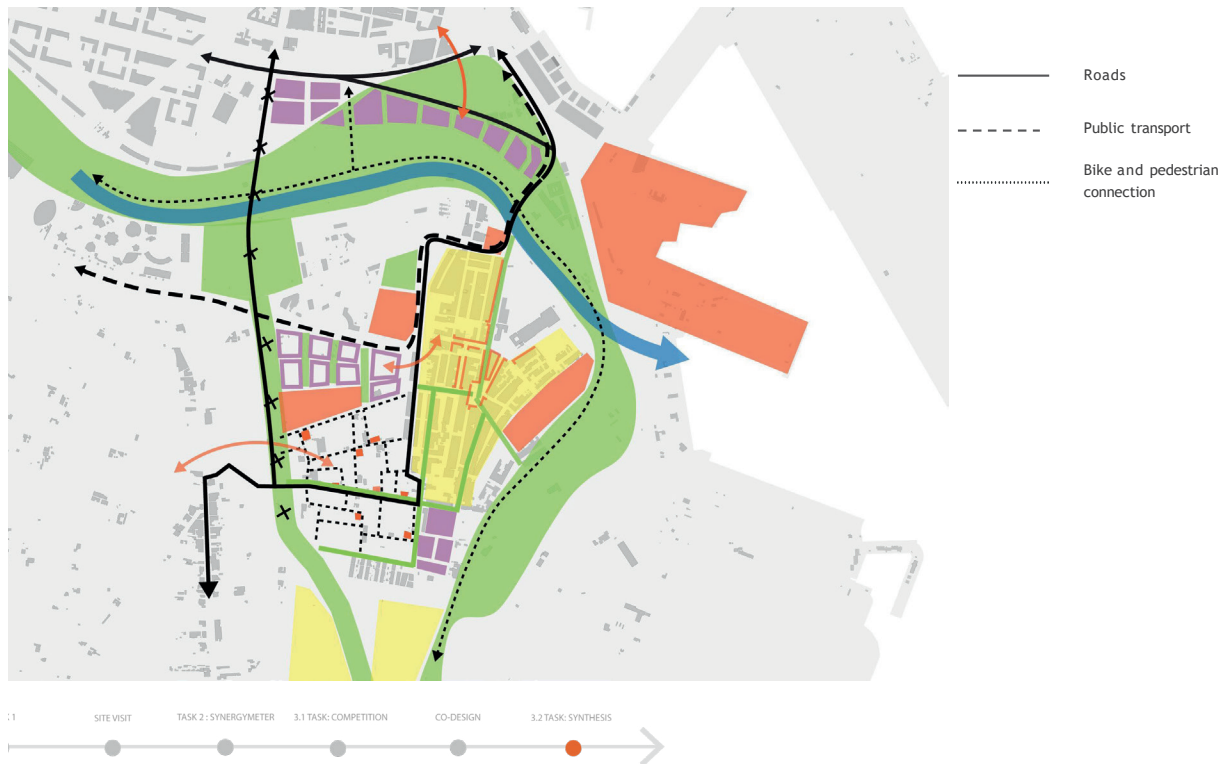 Roads
Public transport
Bike and pedestrian
connection
K 1
SITE VISIT
TASK 2 : SYNERGYMETER
3.1 TASK: COMPETITION
CO-DESIGN
3.2 TASK: SYNTHESIS